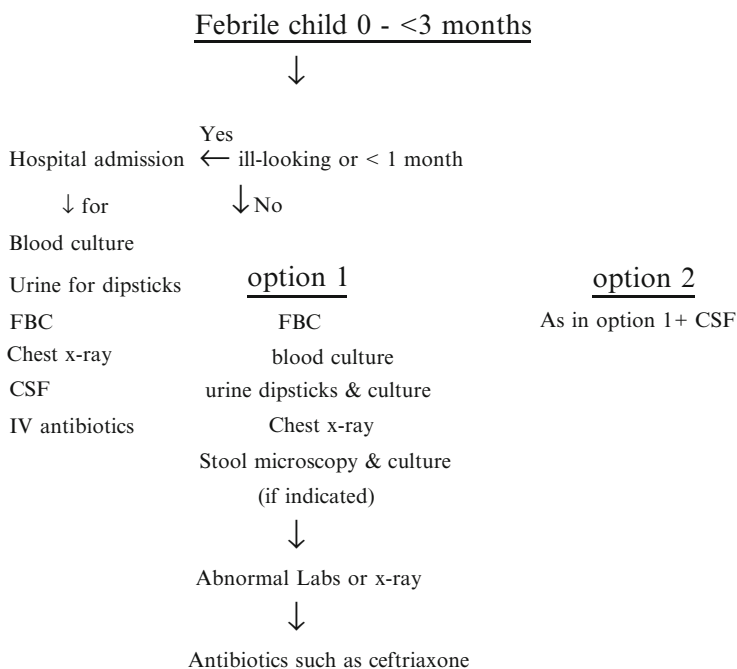 Febrile child 0 - <3 months
↓
Yes
Hospital admission ← ill-looking or < 1 month
↓ for ↓ No
Blood culture
Urine for dipsticks
FBC
Chest x-ray
CSF
IV antibiotics
option 1
FBC
blood culture
urine dipsticks & culture
Chest x-ray
Stool microscopy & culture
(if indicated)
↓
Abnormal Labs or x-ray
↓
Antibiotics such as ceftriaxone
option 2
As in option 1+ CSF